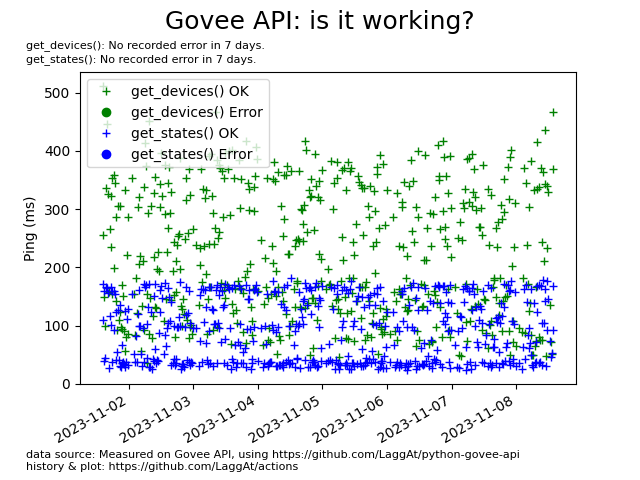 Govee API: is it working?
get_devices(): No recorded error in 7 days.
get_states(): No recorded error in 7 days.
get_devices() OK
get_devices() Error
get_states() OK
get_states() Error
Ping (ms)
500
400
300
200
100
0
2023-11-02
2023-11-03
2023-11-04
2023-11-05
2023-11-06
2023-11-07
2023-11-08
data source: Measured on Govee API, using https://github.com/LaggAt/python-govee-api
history & plot: https://github.com/LaggAt/actions